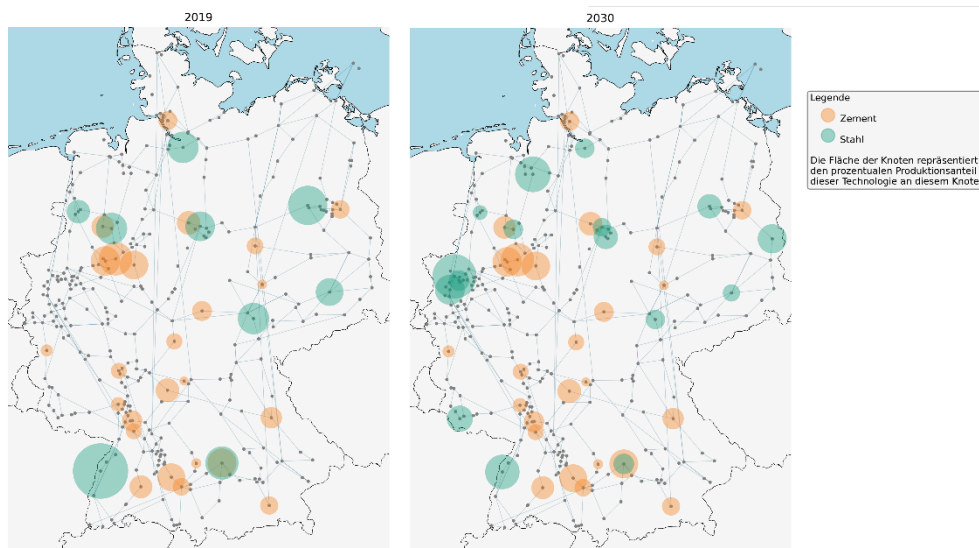 2019
2030
Legende
Zement
Stahl
Die Fläche der Knoten repräsentiert
den prozentualen Produktionsanteil
dieser Technologie an diesem Knote